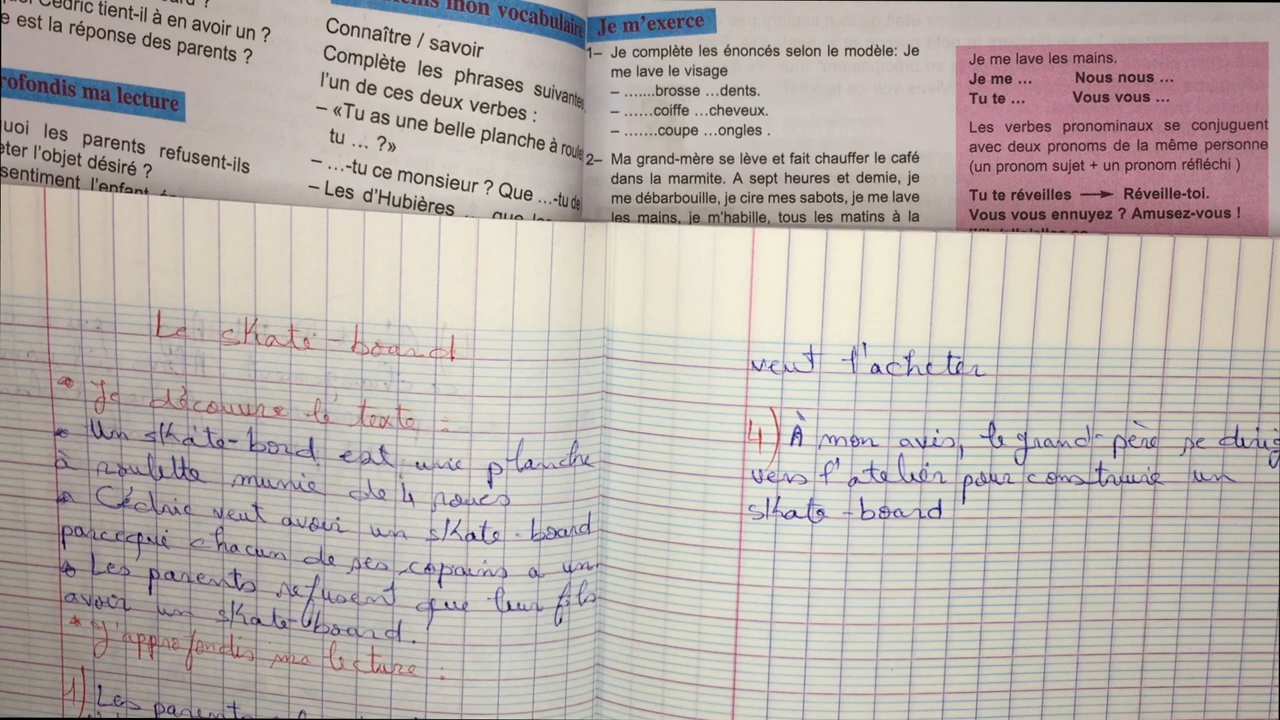 Cédric tient-il à en avoir un ?
est la réponse des parents ?
ma lecture
les parents refusent-ils
l'objet désiré ?
sentiment l'enfant
mon vocabulaire
Connaître / savoir
Complète les phrases suivantes
l'un de ces deux verbes :
– «Tu as une belle planche à
tu ... ?»
– ...-tu ce monsieur ? Que ...-tu de
– Les d'Hubières ... que
Je m'exerce
1– Je complète les énoncés selon le modèle: Je
me lave le visage
– .......brosse ...dents.
– ......coiffe ...cheveux.
– .......coupe ...ongles .
2– Ma grand-mère se lève et fait chauffer le café
dans la marmite. A sept heures et demie, je
me débarbouille, je cire mes sabots, je me lave
les mains, je m'habille, tous les matins à la
Je me lave les mains.
Je me ... Nous nous ...
Tu te ... Vous vous ...
Les verbes pronominaux se conjuguent
avec deux pronoms de la même personne
(un pronom sujet + un pronom réfléchi )
Tu te réveilles → Réveille-toi.
Vous vous ennuyez ? Amusez-vous !
Le skate-board
* Je découvre le texte :
* Un skate-bord est une planche
à roulette munie de 4 roues
* Cédric veut avoir un skate-board
parceque chacun de ses copains a un
* Les parents refusent que leur fils
avoir un skate-board.
* J'approfondis ma lecture :
1) Les parents
veut l'acheter
4) À mon avis, le grand-père se dirig
vers l'atelier pour construire un
skate-board